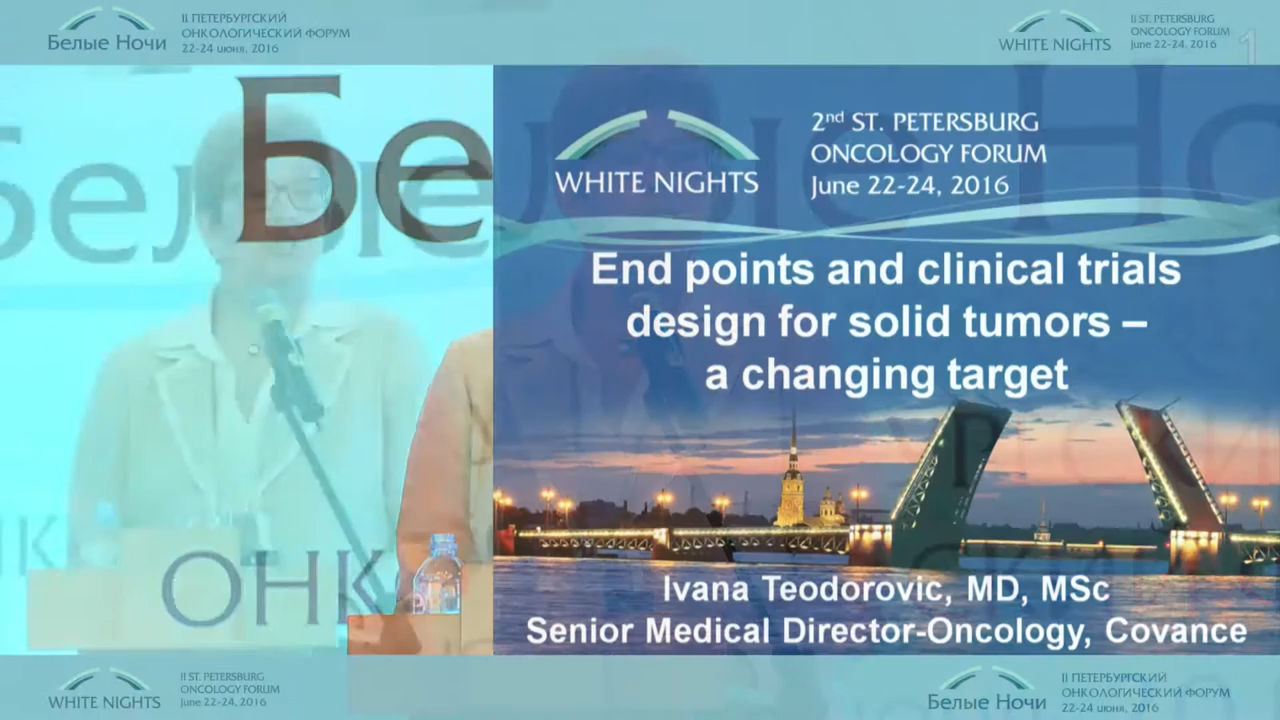 Белые Ночи
II ПЕТЕРБУРГСКИЙ
ОНКОЛОГИЧЕСКИЙ ФОРУМ
22-24 июня, 2016
WHITE NIGHTS
II ST. PETERSBURG
ONCOLOGY FORUM
June 22-24, 2016
1
Бе
Белые
ОНК
WHITE NIGHTS
2nd ST. PETERSBURG
ONCOLOGY FORUM
June 22-24, 2016
End points and clinical trials
design for solid tumors –
a changing target
Ivana Teodorovic, MD, MSc
Senior Medical Director-Oncology, Covance
WHITE NIGHTS
II ST. PETERSBURG
ONCOLOGY FORUM
June 22-24, 2016
Белые Ночи
II ПЕТЕРБУРГСКИЙ
ОНКОЛОГИЧЕСКИЙ ФОРУМ
22-24 июня, 2016